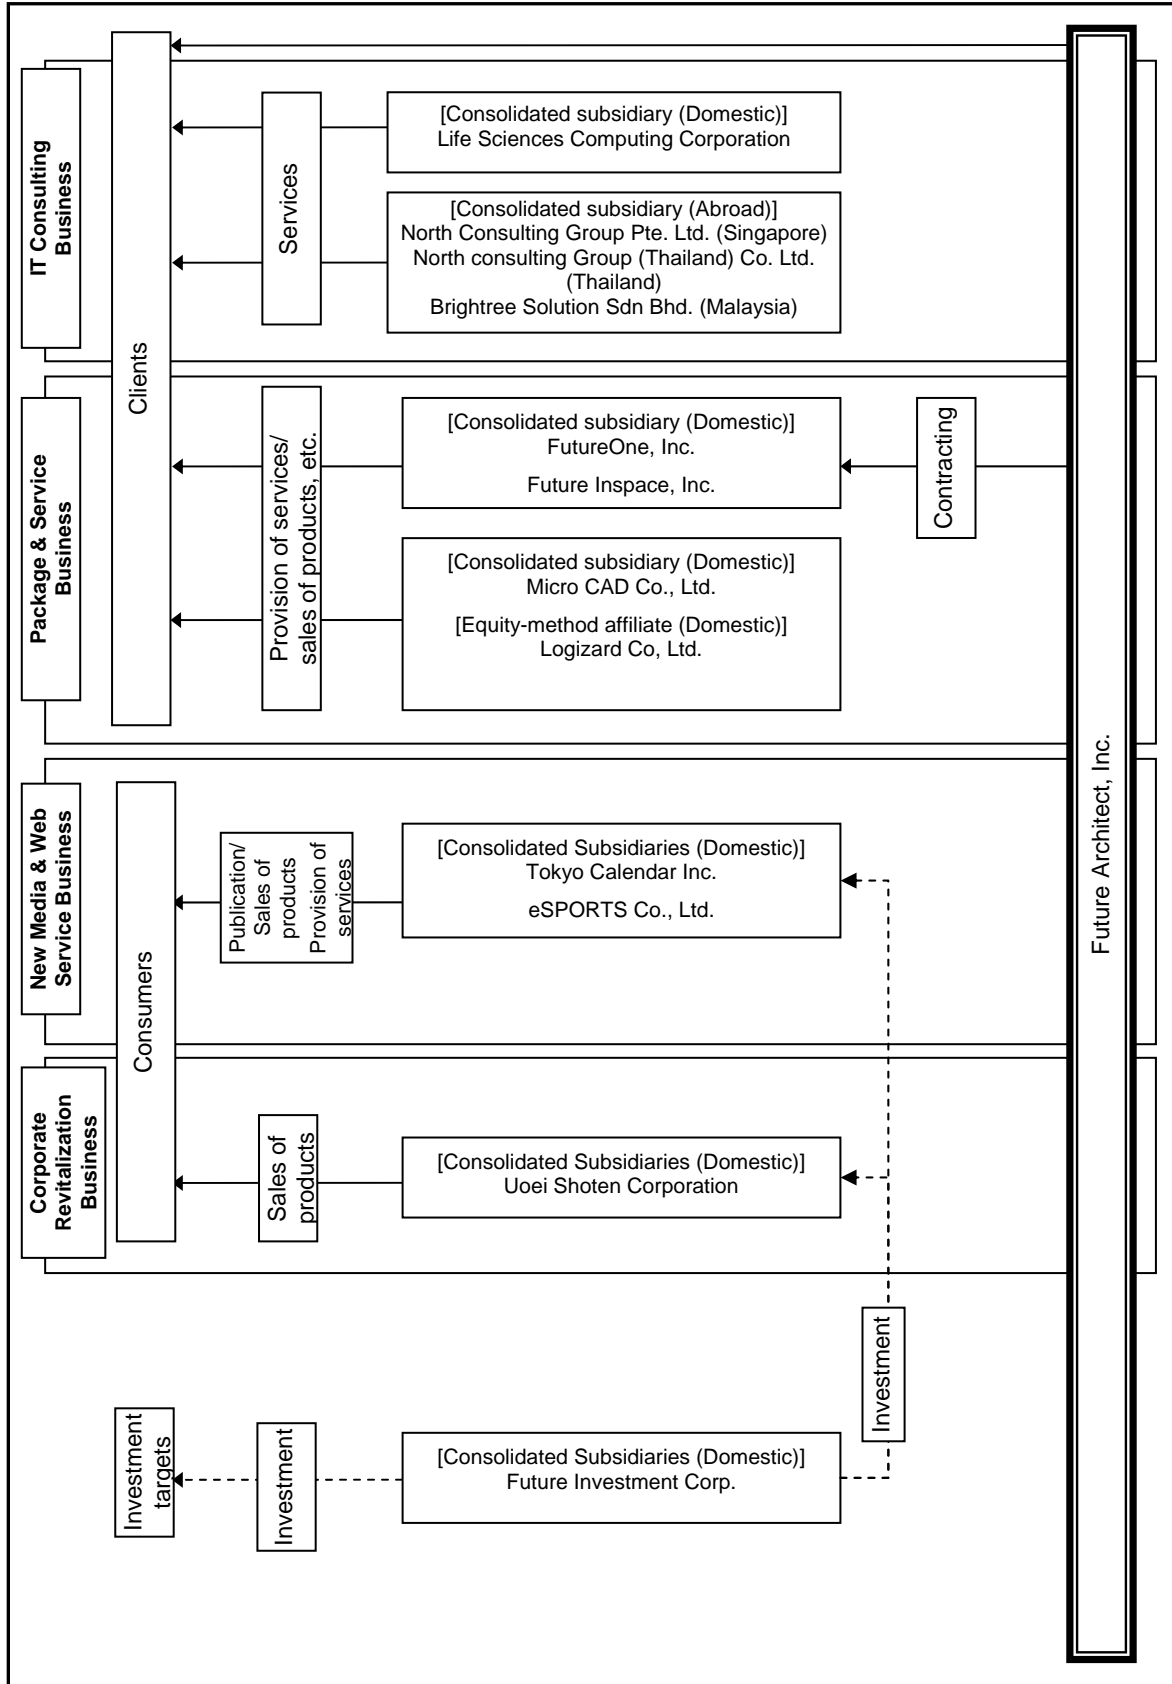 IT Consulting
Business
Clients
Services
[Consolidated subsidiary (Domestic)]
Life Sciences Computing Corporation
[Consolidated subsidiary (Abroad)]
North Consulting Group Pte. Ltd. (Singapore)
North consulting Group (Thailand) Co. Ltd.
(Thailand)
Brightree Solution Sdn Bhd. (Malaysia)
Package & Service
Business
Provision of services/
sales of products, etc.
[Consolidated subsidiary (Domestic)]
FutureOne, Inc.
Future Inspace, Inc.
Contracting
[Consolidated subsidiary (Domestic)]
Micro CAD Co., Ltd.
[Equity-method affiliate (Domestic)]
Logizard Co, Ltd.
New Media & Web
Service Business
Consumers
Publication/
Sales of
products
Provision of
services
[Consolidated Subsidiaries (Domestic)]
Tokyo Calendar Inc.
eSPORTS Co., Ltd.
Future Architect, Inc.
Corporate
Revitalization
Business
Sales of
products
[Consolidated Subsidiaries (Domestic)]
Uoei Shoten Corporation
Investment
Investment
targets
Investment
[Consolidated Subsidiaries (Domestic)]
Future Investment Corp.